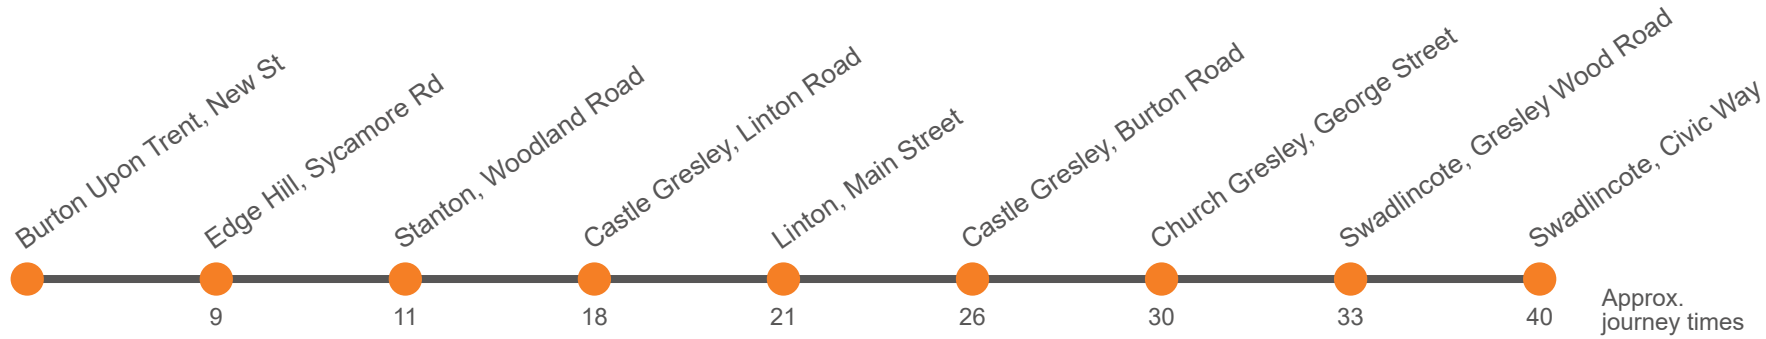 Burton Upon Trent, New St
Edge Hill, Sycamore Rd
Stanton, Woodland Road
Castle Gresley, Linton Road
Linton, Main Street
Castle Gresley, Burton Road
Church Gresley, George Street
Swadlincote, Gresley Wood Road
Swadlincote, Civic Way
9
11
18
21
26
30
33
40
Approx.
journey times